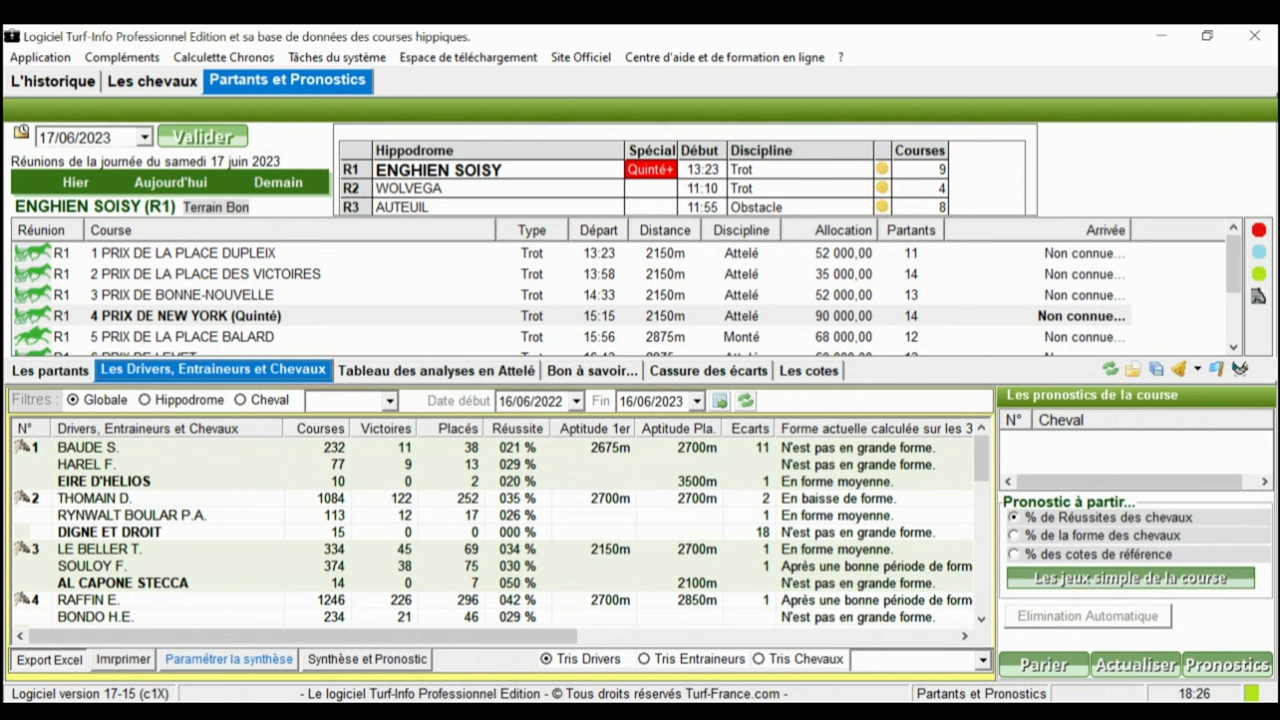 Logiciel Turf-Info Professionnel Edition et sa base de données des courses hippiques.
Application Compléments Calculette Chronos Tâches du système Espace de téléchargement Site Officiel Centre d'aide et de formation en ligne ?
L'historique Les chevaux Partants et Pronostics
17/06/2023 Valider
Réunions de la journée du samedi 17 juin 2023
Hier Aujourd'hui Demain
ENGHIEN SOISY (R1) Terrain Bon
Hippodrome Spécial Début Discipline Courses
R1 ENGHIEN SOISY Quinté+ 13:23 Trot 9
R2 WOLVEGA 11:10 Trot 4
R3 AUTEUIL 11:55 Obstacle 8
Réunion Course Type Départ Distance Discipline Allocation Partants Arrivée
R1 1 PRIX DE LA PLACE DUPLEIX Trot 13:23 2150m Attelé 52 000,00 11 Non connue...
R1 2 PRIX DE LA PLACE DES VICTOIRES Trot 13:58 2150m Attelé 35 000,00 14 Non connue...
R1 3 PRIX DE BONNE-NOUVELLE Trot 14:33 2150m Attelé 52 000,00 13 Non connue...
R1 4 PRIX DE NEW YORK (Quinté) Trot 15:15 2150m Attelé 90 000,00 14 Non connue...
R1 5 PRIX DE LA PLACE BALARD Trot 15:56 2875m Monté 68 000,00 12 Non connue...
Les partants Les Drivers, Entraineurs et Chevaux Tableau des analyses en Attelé Bon à savoir... Cassure des écarts Les cotes
Filtres : Globale Hippodrome Cheval Date début 16/06/2022 Fin 16/06/2023
N° Drivers, Entraineurs et Chevaux Courses Victoires Placés Réussite Aptitude 1er Aptitude Pla. Ecarts Forme actuelle calculée sur les 3
1 BAUDE S. 232 11 38 021 % 2675m 2700m 11 N'est pas en grande forme.
HAREL F. 77 9 13 029 % N'est pas en grande forme.
EIRE D'HELIOS 10 0 2 020 % 3500m 1 En forme moyenne.
2 THOMAIN D. 1084 122 252 035 % 2700m 2700m 2 En baisse de forme.
RYNWALT BOULAR P.A. 113 12 17 026 % 1 En forme moyenne.
DIGNE ET DROIT 15 0 0 000 % 18 N'est pas en grande forme.
3 LE BELLER T. 334 45 69 034 % 2150m 2700m 1 En forme moyenne.
SOULOY F. 374 38 75 030 % 1 Après une bonne période de form
AL CAPONE STECCA 14 0 7 050 % 2100m N'est pas en grande forme.
4 RAFFIN E. 1246 226 296 042 % 2700m 2850m 1 Après une bonne période de form
BONDO H.E. 234 21 46 029 % N'est pas en grande forme.
Export Excel Imrprimer Paramétrer la synthèse Synthèse et Pronostic Tris Drivers Tris Entraineurs Tris Chevaux
Les pronostics de la course
N° Cheval
Pronostic à partir...
% de Réussites des chevaux
% de la forme des chevaux
% des cotes de référence
Les jeux simple de la course
Elimination Automatique
Parier Actualiser Pronostics
Logiciel version 17-15 (c1X) - Le logiciel Turf-Info Professionnel Edition - © Tous droits réservés Turf-France.com - Partants et Pronostics 18:26